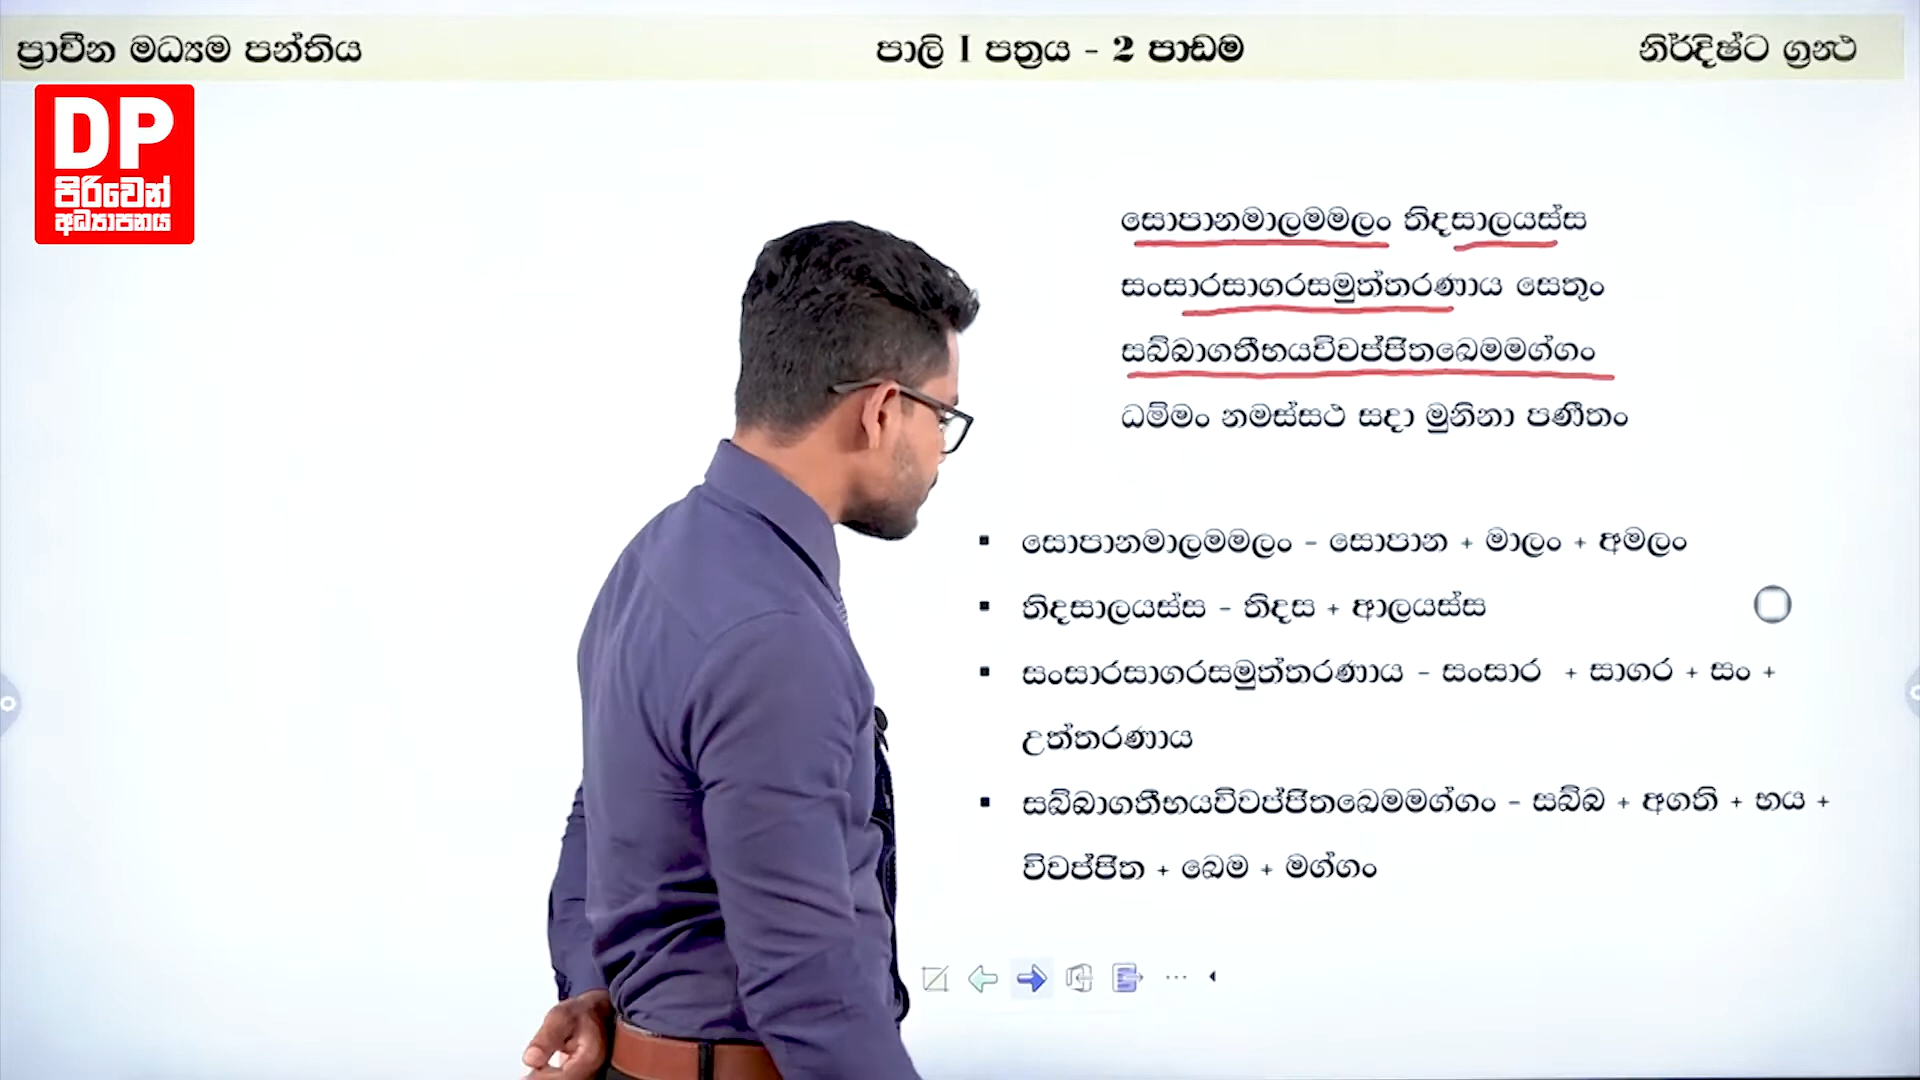 ප්‍රාචීන මධ්‍යම පන්තිය
පාලි I පත්‍රය - 2 පාඩම
නිර්දිෂ්ට ග්‍රන්ථ
DP
පිරිවෙන්
අධ්‍යාපනය
සොපානමාලමමලං තිදසාලයස්ස
සංසාරසාගරසමුත්තරණාය සෙතුං
සබ්බාගතීභයවිවජ්ජිතඛෙමමග්ගං
ධම්මං නමස්සථ සදා මුනිනා පණීතං
▪ සොපානමාලමමලං - සොපාන + මාලං + අමලං
▪ තිදසාලයස්ස - තිදස + ආලයස්ස
▪ සංසාරසාගරසමුත්තරණාය - සංසාර + සාගර + සං +
උත්තරණාය
▪ සබ්බාගතීභයවිවජ්ජිතඛෙමමග්ගං - සබ්බ + අගති + භය +
විවජ්ජිත + ඛෙම + මග්ගං